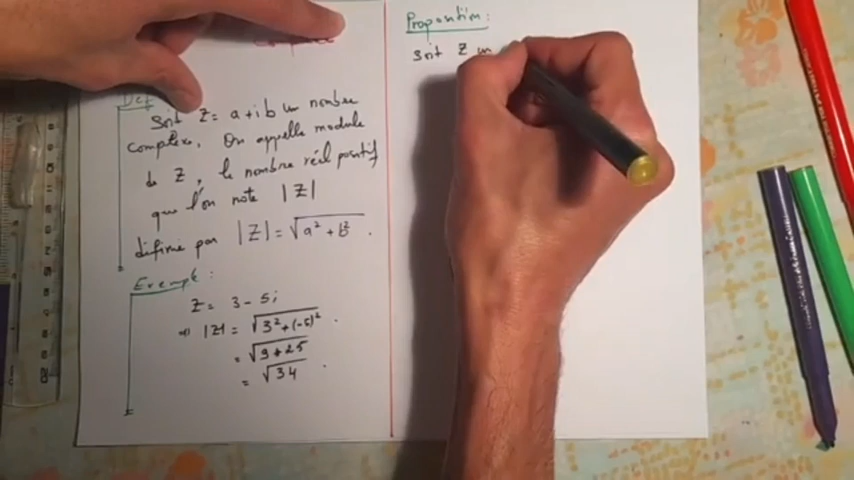 Def
Soit Z = a + ib un nombre
complexe. On appelle module
de Z, le nombre réel positif
que l'on note |Z|
défini par |Z| = √(a² + b²).
Exemple :
Z = 3 - 5i
=> |Z| = √(3² + (-5)²).
= √(9 + 25)
= √34.
Proposition :
Soit Z un